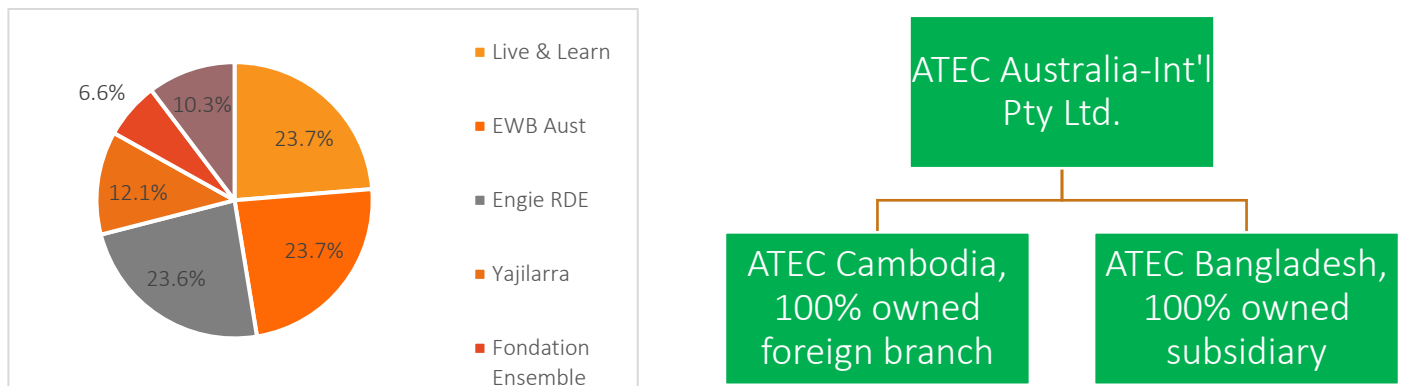 Live & Learn
EWB Aust
Engie RDE
Yajilarra
Fondation
Ensemble
6.6%
10.3%
23.7%
12.1%
23.7%
23.6%
ATEC Australia-Int'l
Pty Ltd.
ATEC Cambodia,
100% owned
foreign branch
ATEC Bangladesh,
100% owned
subsidiary